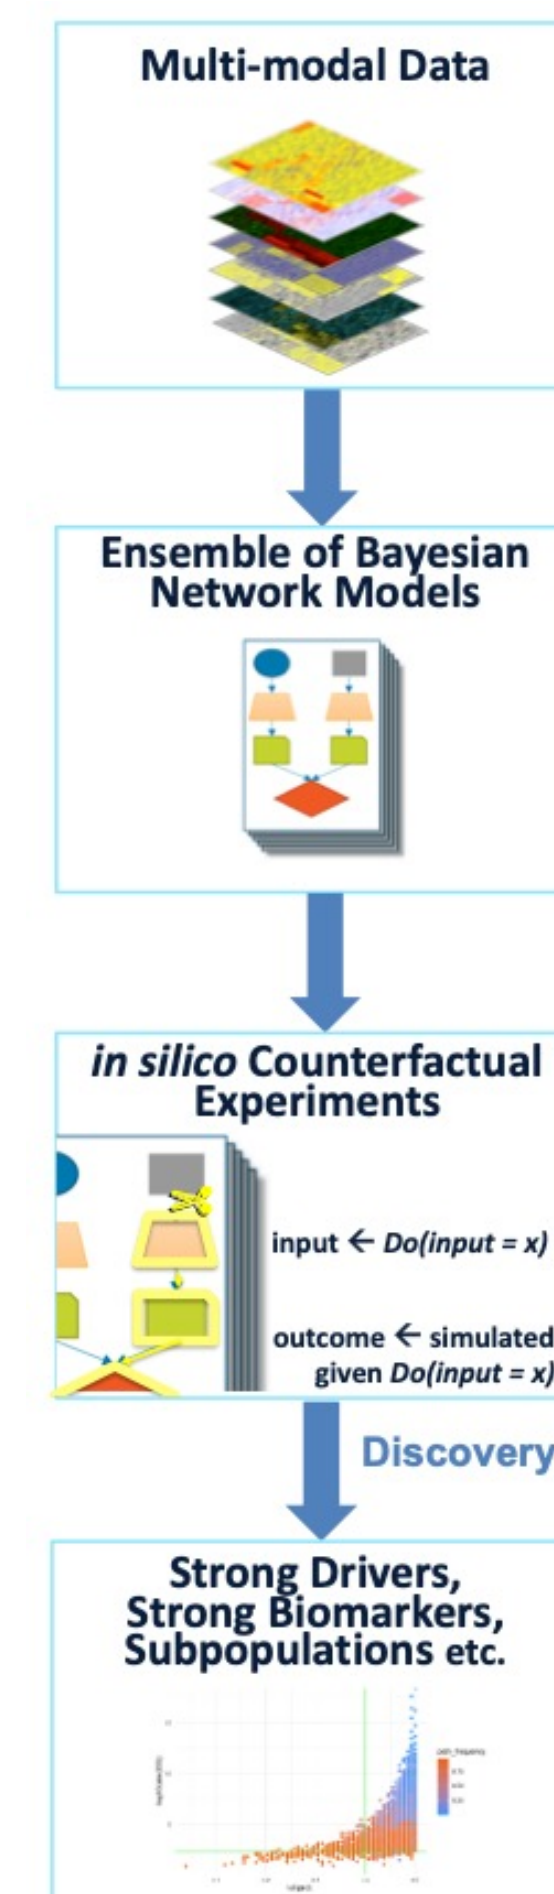 Multi-modal Data
Ensemble of Bayesian
Network Models
in silico Counterfactual
Experiments
input ← Do(input = x)
outcome ← simulated
given Do(input = x)
Discovery
Strong Drivers,
Strong Biomarkers,
Subpopulations etc.